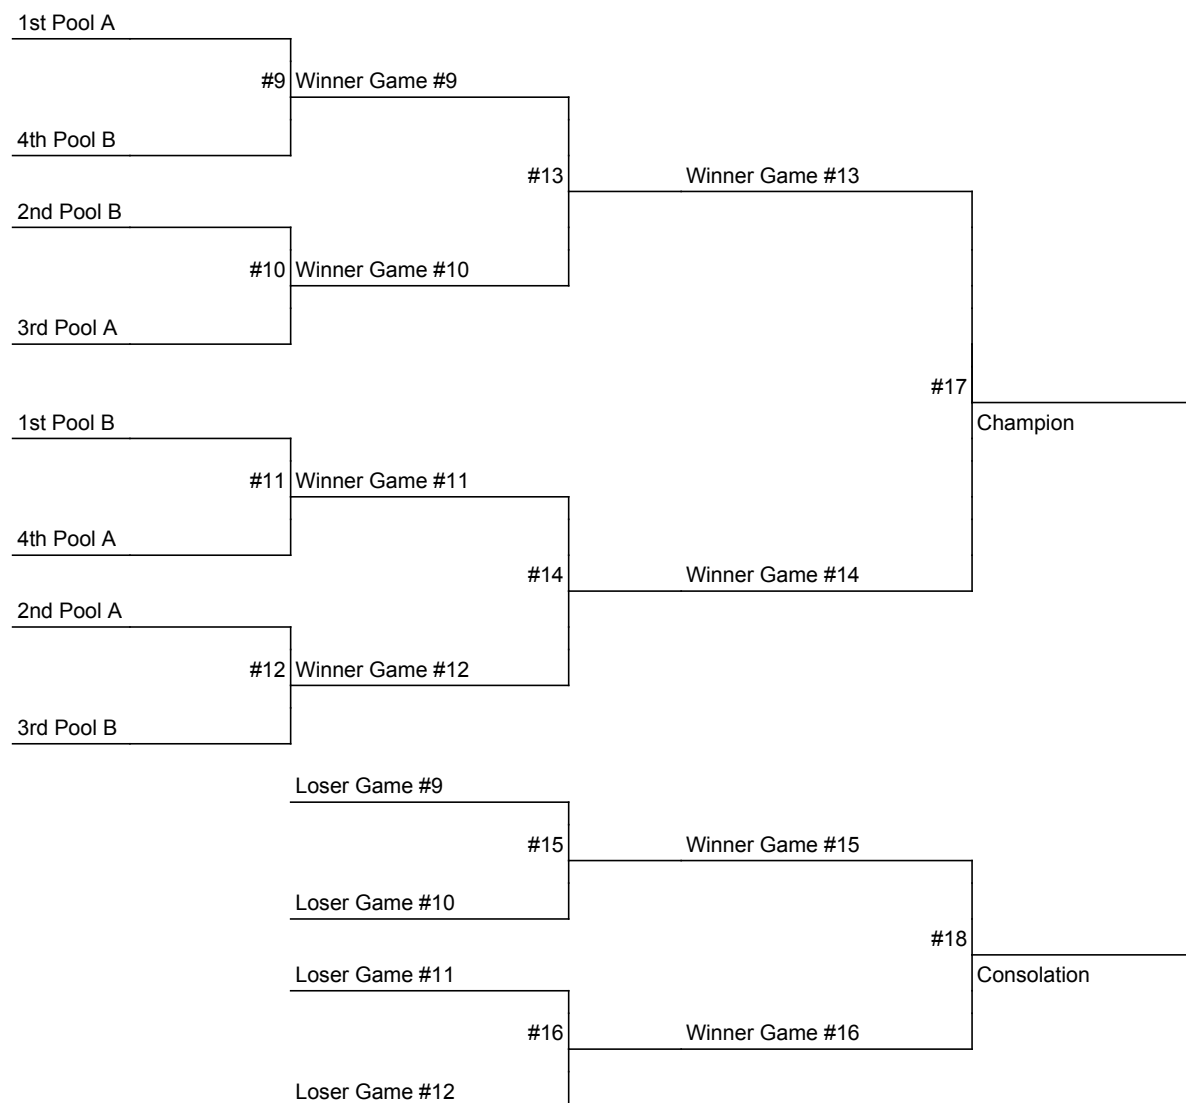 1st Pool A
#9 Winner Game #9
4th Pool B
#13 Winner Game #13
2nd Pool B
#10 Winner Game #10
3rd Pool A
#17
1st Pool B
Champion
#11 Winner Game #11
4th Pool A
#14 Winner Game #14
2nd Pool A
#12 Winner Game #12
3rd Pool B
Loser Game #9
#15 Winner Game #15
Loser Game #10
#18
Loser Game #11
Consolation
#16 Winner Game #16
Loser Game #12